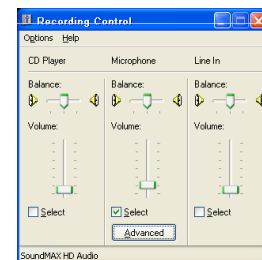 Recording Control
Options Help
CD Player Microphone Line In
Balance: Balance: Balance:
Volume: Volume: Volume:
Select Select Select
Advanced
SoundMAX HD Audio